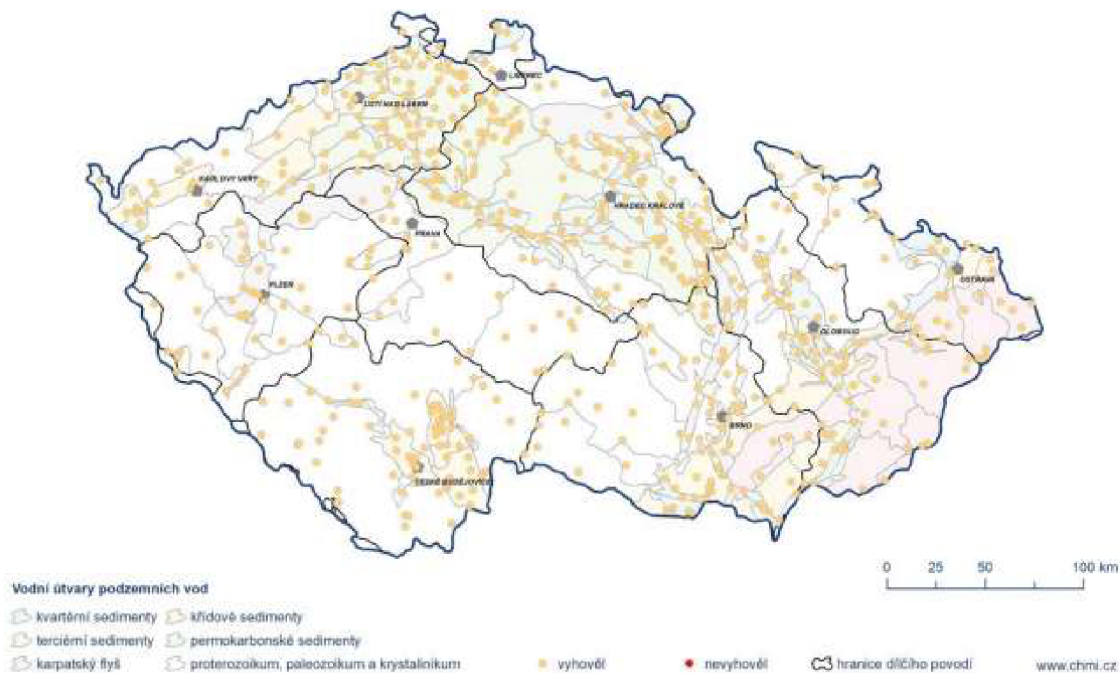 LIBEREC
ÚSTÍ NAD LABEM
KARLOVY VARY
HRADEC KRÁLOVÉ
PRAHA
OSTRAVA
PLZEŇ
OLOMOUC
BRNO
ČESKÉ BUDĚJOVICE
0 25 50 100 km
Vodní útvary podzemních vod
kvartérní sedimenty křídové sedimenty
terciérní sedimenty permokarbonské sedimenty
karpatský flyš proterozoikum, paleozoikum a krystalinikum vyhověl nevyhověl hranice dílčího povodí www.chmi.cz